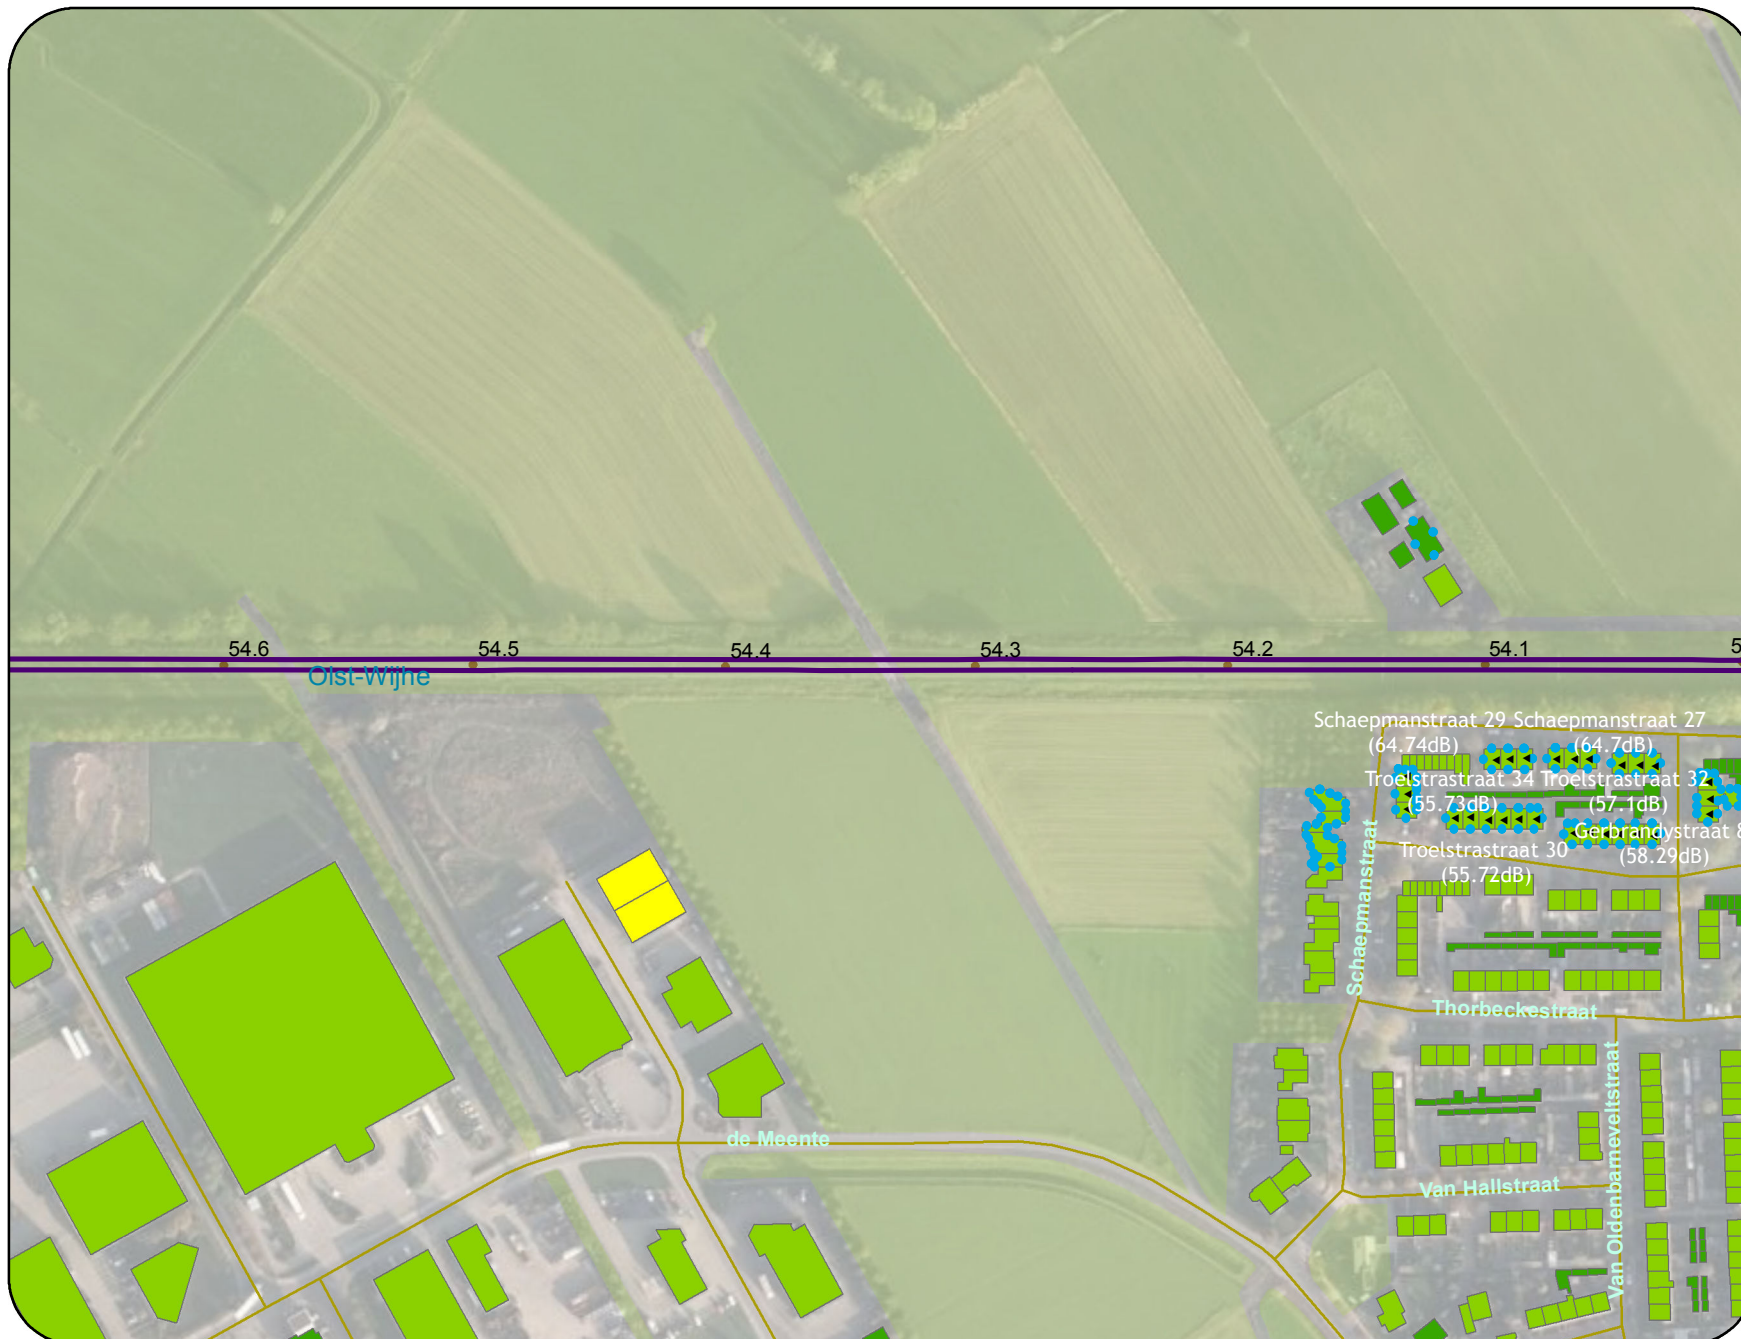 54.6
54.5
54.4
54.3
54.2
54.1
5
Olst-Wijhe
Schaepmanstraat 29
(64.74dB)
Schaepmanstraat 27
(64.7dB)
Troelstrastraat 34
(55.73dB)
Troelstrastraat 32
(57.1dB)
Gerbrandystraat 8
(58.29dB)
Troelstrastraat 30
(55.72dB)
Schaepmanstraat
Thorbeckestraat
de Meente
Van Hallstraat
Van Oldenbarneveltstraat